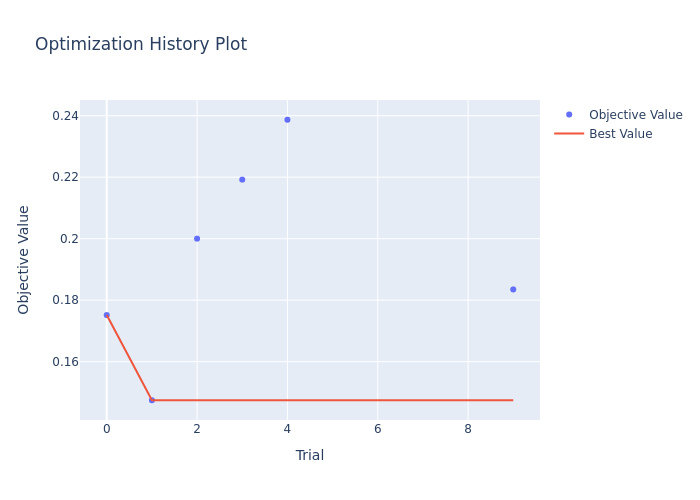 Optimization History Plot
Objective Value
Best Value
0.24
0.22
0.2
0.18
0.16
Objective Value
0
2
4
6
8
Trial